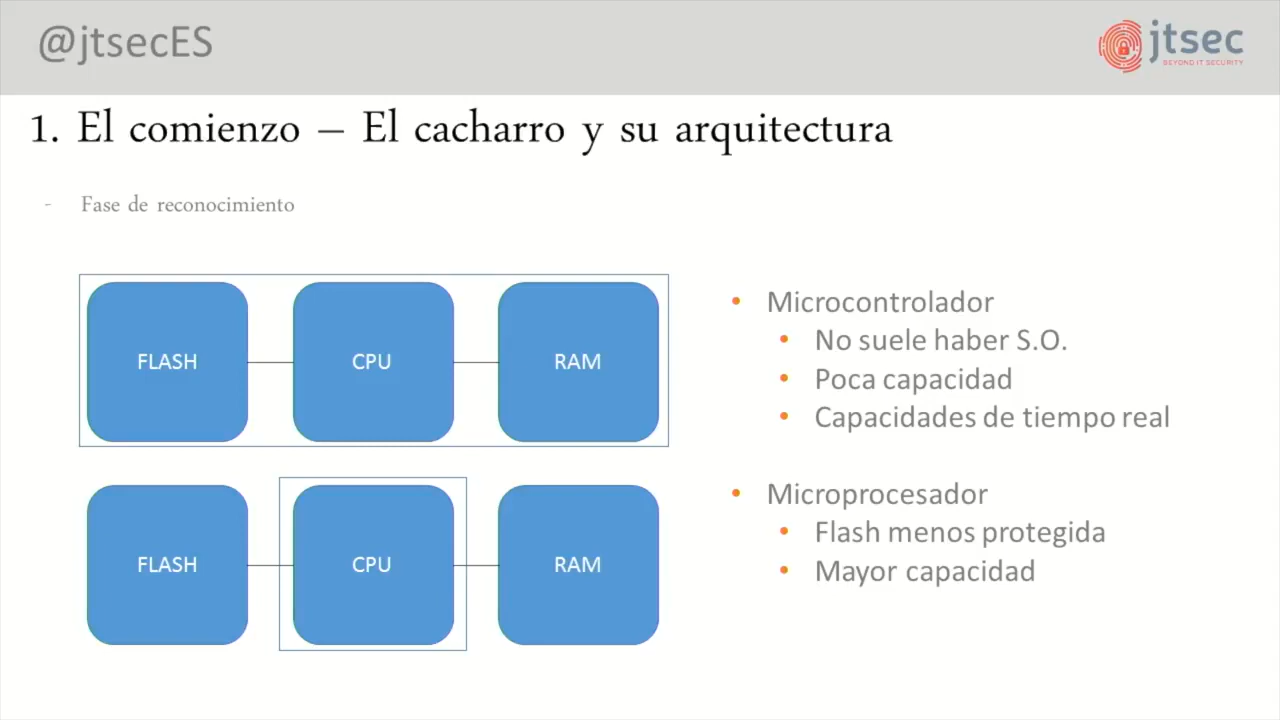 @jtsecES
jtsec
BEYOND IT SECURITY
1. El comienzo – El cacharro y su arquitectura
- Fase de reconocimiento
FLASH
CPU
RAM
• Microcontrolador
• No suele haber S.O.
• Poca capacidad
• Capacidades de tiempo real
FLASH
CPU
RAM
• Microprocesador
• Flash menos protegida
• Mayor capacidad